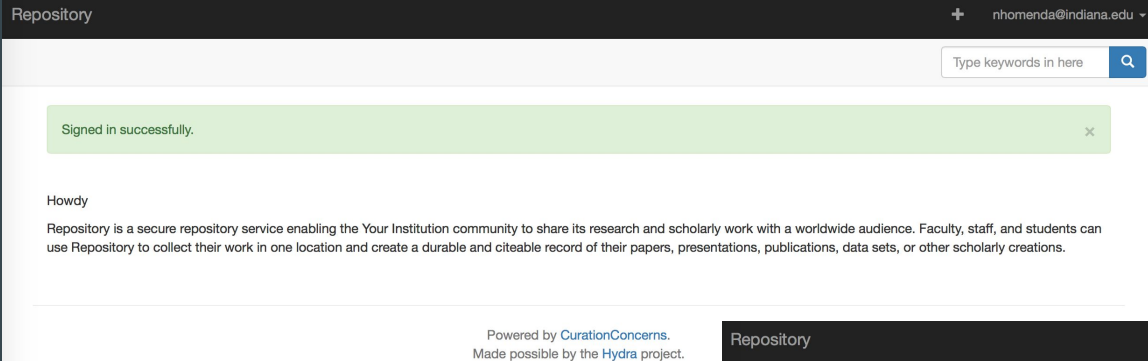 Repository
nhomenda@indiana.edu
Type keywords in here
Signed in successfully.
×
Howdy
Repository is a secure repository service enabling the Your Institution community to share its research and scholarly work with a worldwide audience. Faculty, staff, and students can
use Repository to collect their work in one location and create a durable and citeable record of their papers, presentations, publications, data sets, or other scholarly creations.
Powered by CurationConcerns.
Made possible by the Hydra project.
Repository